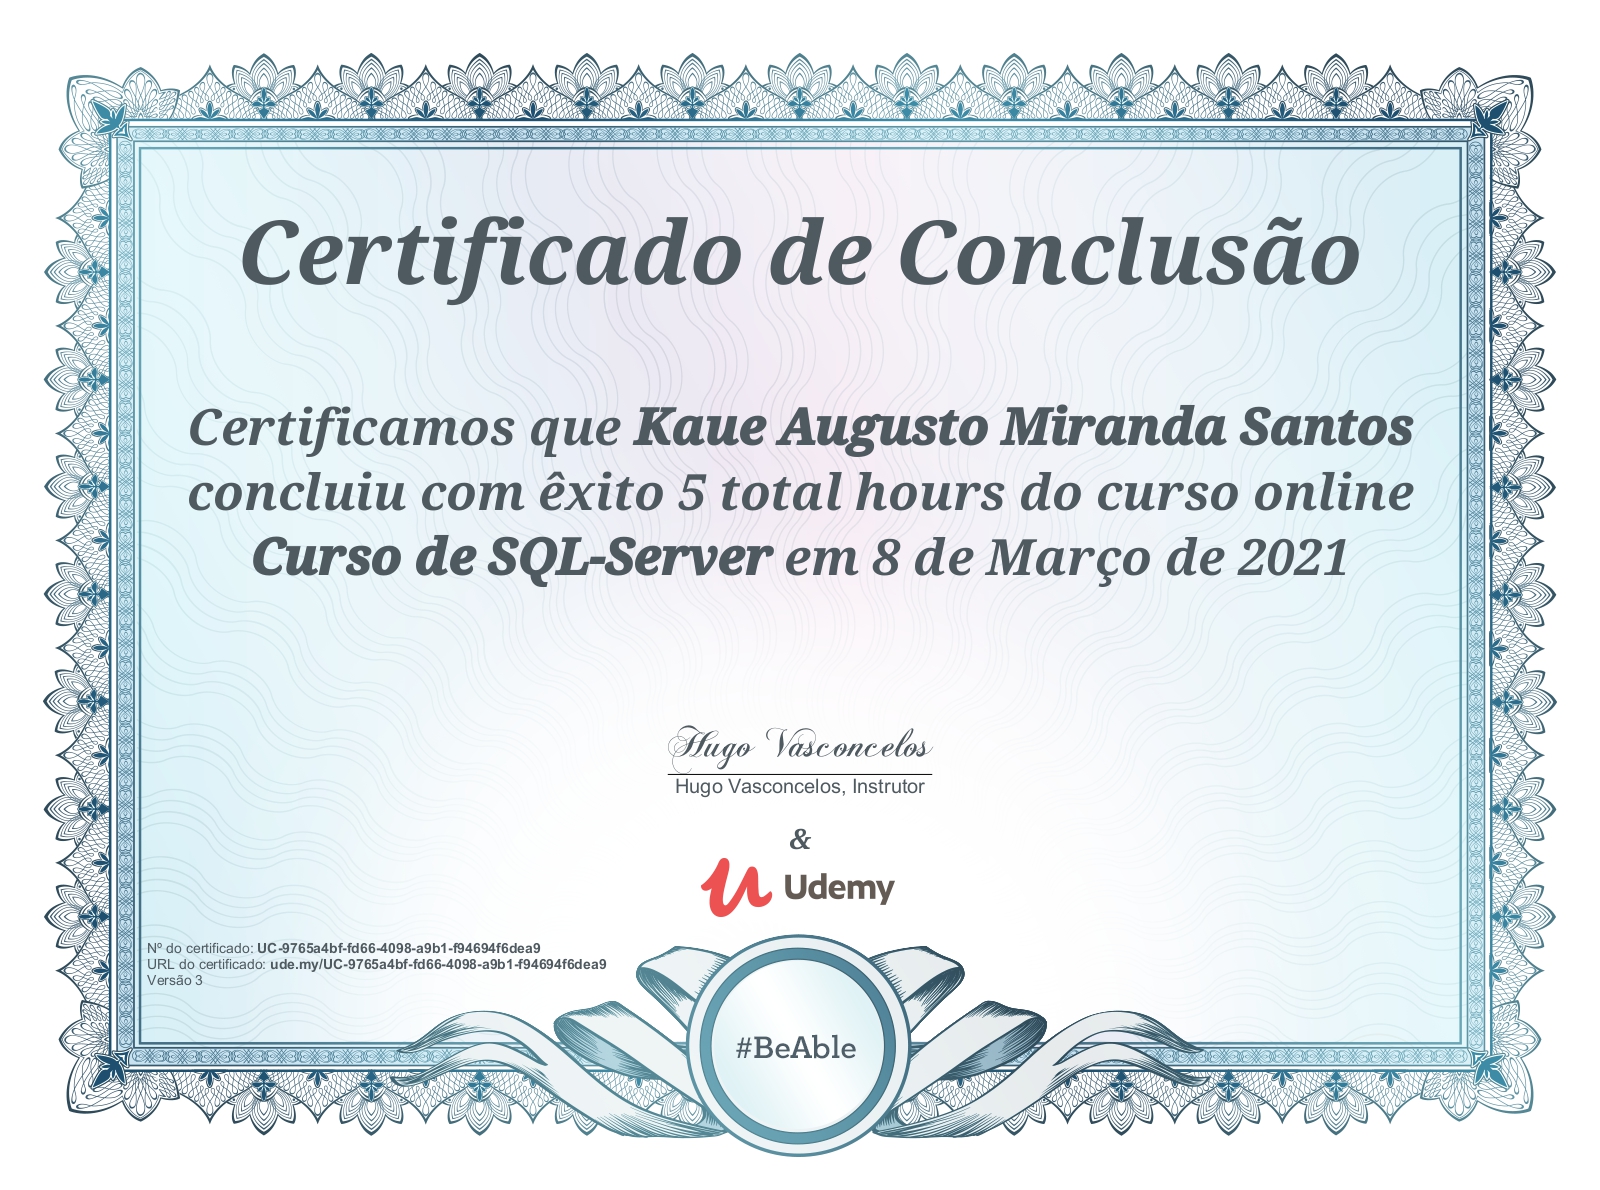 Certificado de Conclusão
Certificamos que Kaue Augusto Miranda Santos
concluiu com êxito 5 total hours do curso online
Curso de SQL-Server em 8 de Março de 2021
Hugo Vasconcelos
Hugo Vasconcelos, Instrutor
&
Udemy
Nº do certificado: UC-9765a4bf-fd66-4098-a9b1-f94694f6dea9
URL do certificado: ude.my/UC-9765a4bf-fd66-4098-a9b1-f94694f6dea9
Versão 3
#BeAble